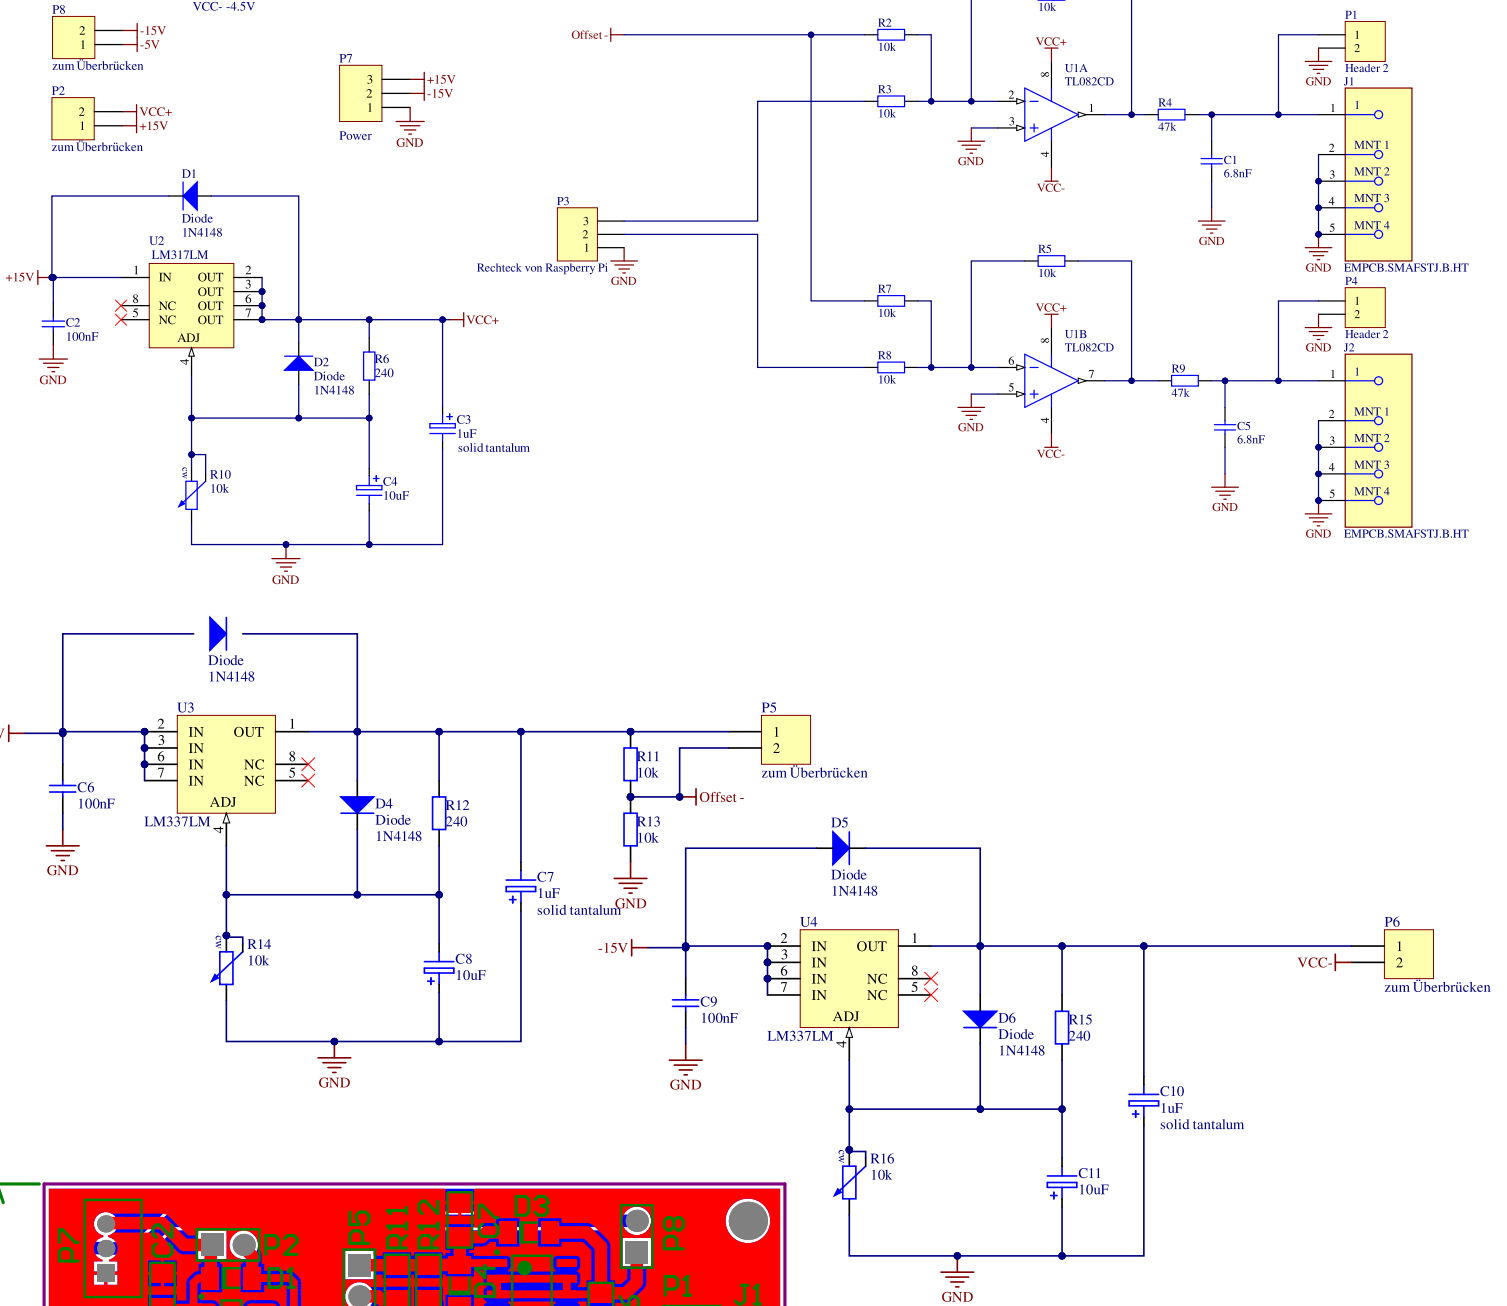 VCC- -4.5V
P8
2 -15V
1 -5V
zum Überbrücken
P2
2 VCC+
1 +15V
zum Überbrücken
P7
3 +15V
2 -15V
1
Power
GND
D1
Diode
1N4148
U2
LM317LM
+15V
1 IN OUT 2
OUT 3
8 NC OUT 6
5 NC OUT 7
ADJ
4
VCC+
C2
100nF
GND
D2
Diode
1N4148
R6
240
C3
1uF
solid tantalum
R10
10k
cw
C4
10uF
GND
Offset -
R2
10k
10k
R3
10k
VCC+
8
U1A
TL082CD
2
3
1
4
VCC-
GND
R4
47k
C1
6.8nF
GND
P1
1
2
GND
Header 2
J1
1 1
2 MNT 1
3 MNT 2
4 MNT 3
5 MNT 4
GND
EMPCB.SMAFSTJ.B.HT
P3
3
2
1
Rechteck von Raspberry Pi
GND
R5
10k
R7
10k
R8
10k
VCC+
8
U1B
TL082CD
6
5
7
4
VCC-
GND
R9
47k
C5
6.8nF
GND
P4
1
2
GND
Header 2
J2
1 1
2 MNT 1
3 MNT 2
4 MNT 3
5 MNT 4
GND
EMPCB.SMAFSTJ.B.HT
Diode
1N4148
U3
2 IN OUT 1
3 IN
6 IN NC 8
7 IN NC 5
ADJ
LM337LM
4
C6
100nF
GND
D4
Diode
1N4148
R12
240
C7
1uF
solid tantalum
R14
10k
cw
C8
10uF
GND
R11
10k
Offset -
R13
10k
GND
P5
1
2
zum Überbrücken
D5
Diode
1N4148
U4
-15V
2 IN OUT 1
3 IN
6 IN NC 8
7 IN NC 5
ADJ
LM337LM
4
C9
100nF
GND
D6
Diode
1N4148
R15
240
C10
1uF
solid tantalum
R16
10k
cw
C11
10uF
GND
P6
1
VCC- 2
zum Überbrücken
P7
P2
P5
R11
R12
D3
P8
P1
J1